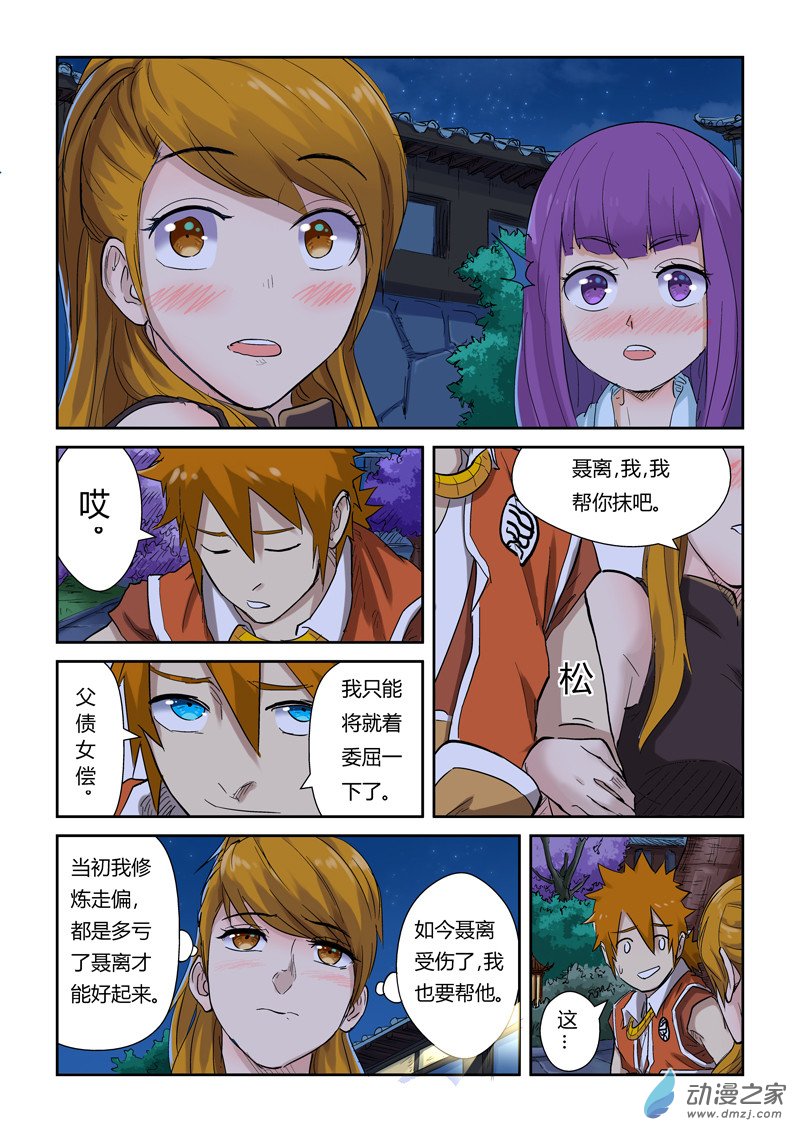 哎。
聂离,我,我
帮你抹吧。
松
父债女偿。
我只能
将就着
委屈一
下了。
当初我修
炼走偏,
都是多亏
了聂离才
能好起来。
如今聂离
受伤了,我
也要帮他。
这…
动漫之家
www.dmzj.com